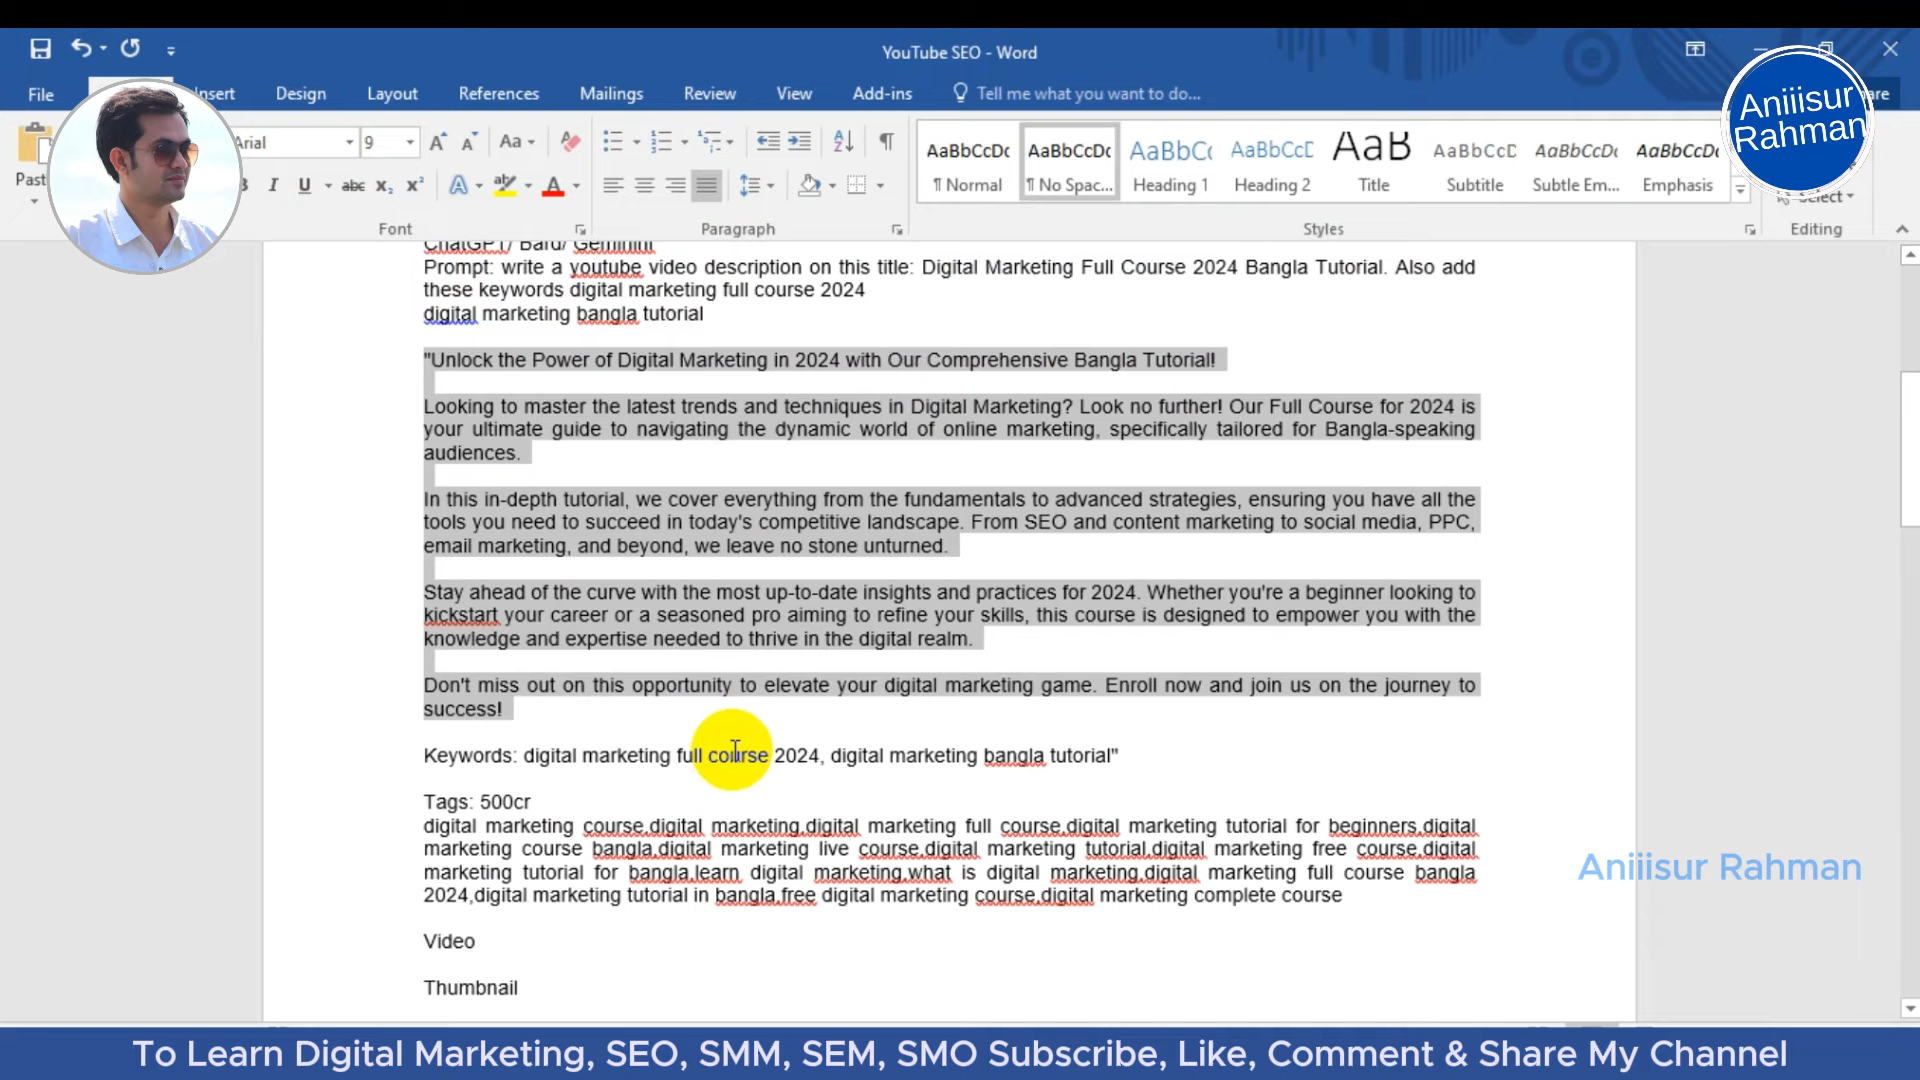 YouTube SEO - Word
File Insert Design Layout References Mailings Review View Add-ins Tell me what you want to do...
Aniiisur
Rahman
Arial 9 Aa
AaBbCcDc AaBbCcDc AaBbC AaBbCcD AaB AaBbCcD AaBbCcDc AaBbCcDc
Normal No Spac... Heading 1 Heading 2 Title Subtitle Subtle Em... Emphasis
Select
Font Paragraph Styles Editing
ChatGPT/ Bard/ Geminini
Prompt: write a youtube video description on this title: Digital Marketing Full Course 2024 Bangla Tutorial. Also add
these keywords digital marketing full course 2024
digital marketing bangla tutorial
"Unlock the Power of Digital Marketing in 2024 with Our Comprehensive Bangla Tutorial!
Looking to master the latest trends and techniques in Digital Marketing? Look no further! Our Full Course for 2024 is
your ultimate guide to navigating the dynamic world of online marketing, specifically tailored for Bangla-speaking
audiences.
In this in-depth tutorial, we cover everything from the fundamentals to advanced strategies, ensuring you have all the
tools you need to succeed in today's competitive landscape. From SEO and content marketing to social media, PPC,
email marketing, and beyond, we leave no stone unturned.
Stay ahead of the curve with the most up-to-date insights and practices for 2024. Whether you're a beginner looking to
kickstart your career or a seasoned pro aiming to refine your skills, this course is designed to empower you with the
knowledge and expertise needed to thrive in the digital realm.
Don't miss out on this opportunity to elevate your digital marketing game. Enroll now and join us on the journey to
success!
Keywords: digital marketing full course 2024, digital marketing bangla tutorial"
Tags: 500cr
digital marketing course,digital marketing,digital marketing full course,digital marketing tutorial for beginners,digital
marketing course bangla,digital marketing live course,digital marketing tutorial,digital marketing free course,digital
marketing tutorial for bangla,learn digital marketing,what is digital marketing,digital marketing full course bangla
2024,digital marketing tutorial in bangla,free digital marketing course,digital marketing complete course
Aniiisur Rahman
Video
Thumbnail
To Learn Digital Marketing, SEO, SMM, SEM, SMO Subscribe, Like, Comment & Share My Channel